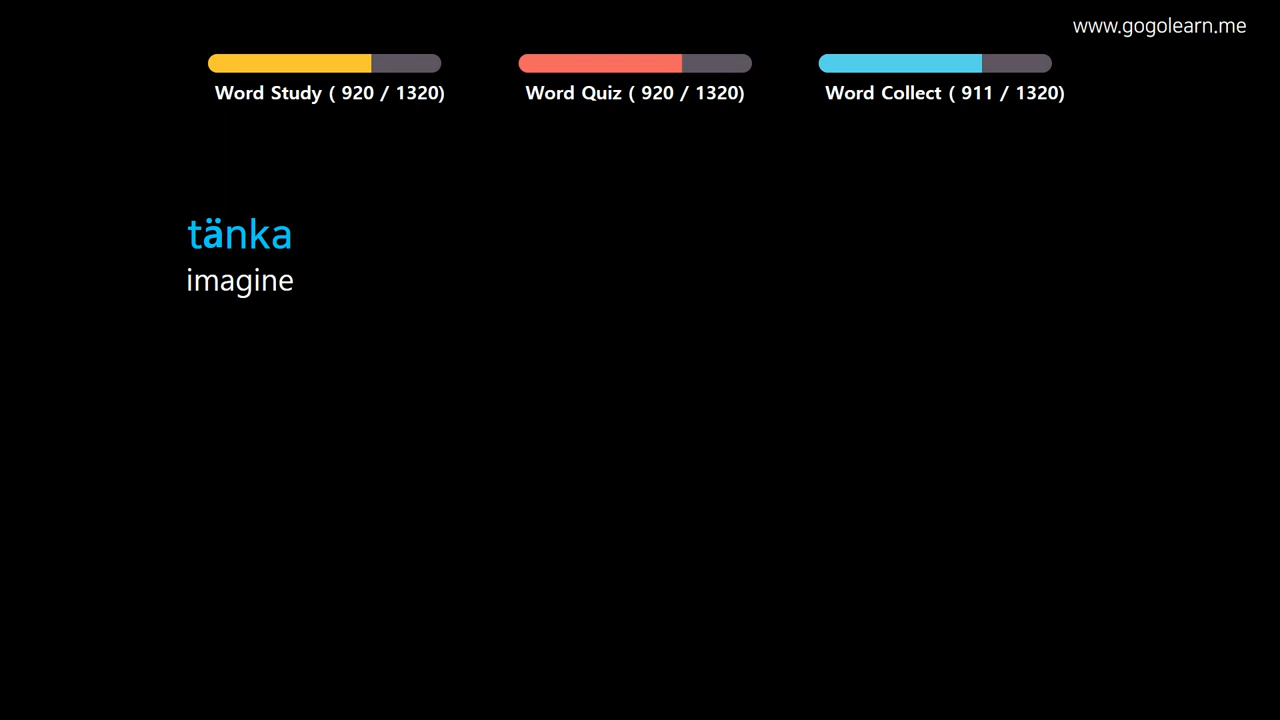 www.gogolearn.me
Word Study ( 920 / 1320)
Word Quiz ( 920 / 1320)
Word Collect ( 911 / 1320)
tänka
imagine